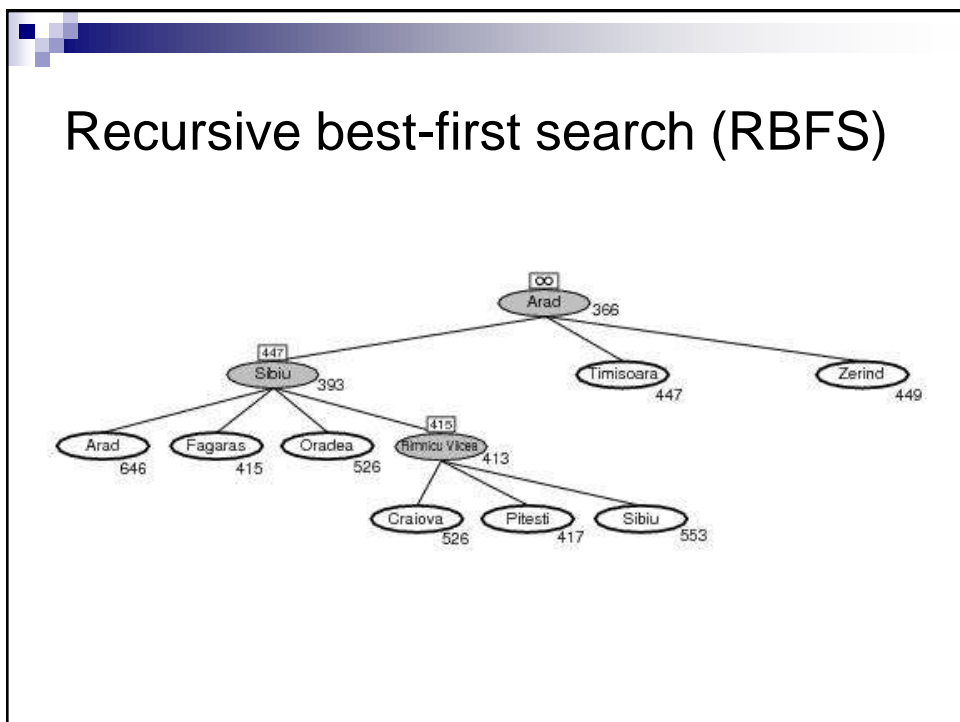 Recursive best-first search (RBFS)
∞
Arad 366
447
Sibiu 393
Timisoara 447
Zerind 449
415
Arad 646
Fagaras 415
Oradea 526
Rimnicu Vilcea 413
Craiova 526
Pitesti 417
Sibiu 553